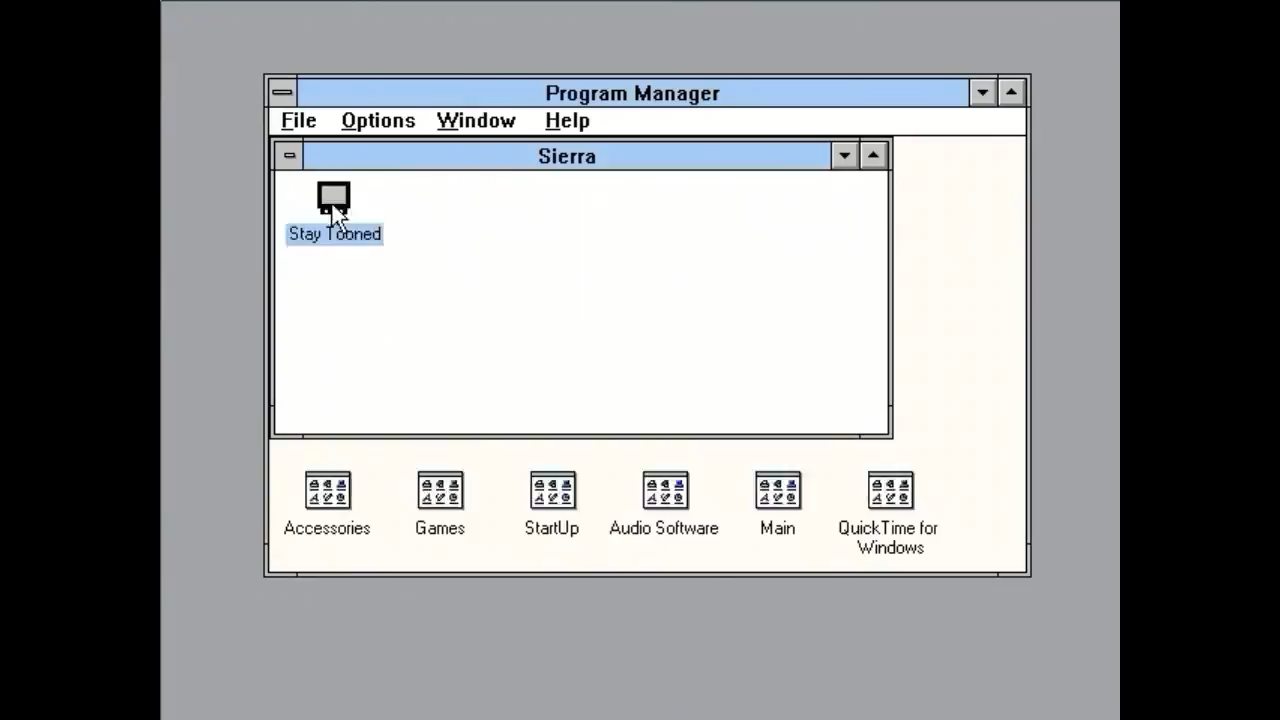 Program Manager
File Options Window Help
Sierra
Stay Tooned
Accessories Games StartUp Audio Software Main QuickTime for
Windows